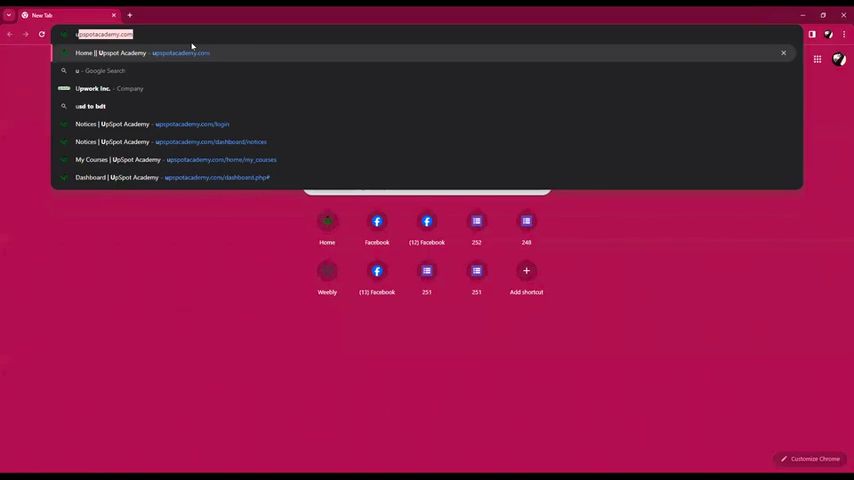 New Tab
upspotacademy.com
Home || Upspot Academy - upspotacademy.com
u - Google Search
Upwork Inc. - Company
usd to bdt
Notices | UpSpot Academy - upspotacademy.com/login
Notices | UpSpot Academy - upspotacademy.com/dashboard/notices
My Courses | UpSpot Academy - upspotacademy.com/home/my_courses
Dashboard | UpSpot Academy - upspotacademy.com/dashboard.php#
Home
Facebook
(12) Facebook
252
248
Weebly
(11) Facebook
251
251
Add shortcut
Customize Chrome